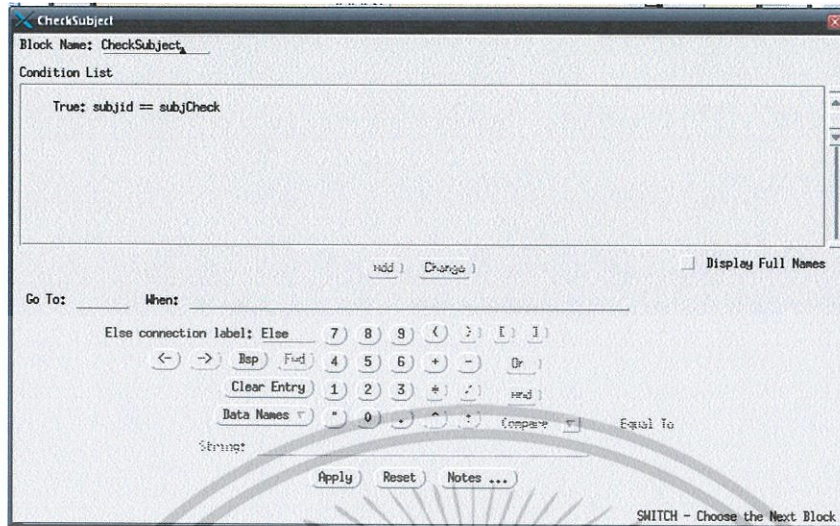 CheckSubject
Block Name: CheckSubject
Condition List
True: subjid == subjCheck
Add Change
Display Full Names
Go To: When:
Else connection label: Else 7 8 9 ( ) [ ]
<- -> Bsp Fwd 4 5 6 + - Or
Clear Entry 1 2 3 * / And
Data Names " 0 . ^ : Compare Equal To
String:
Apply Reset Notes ...
SWITCH - Choose the Next Block